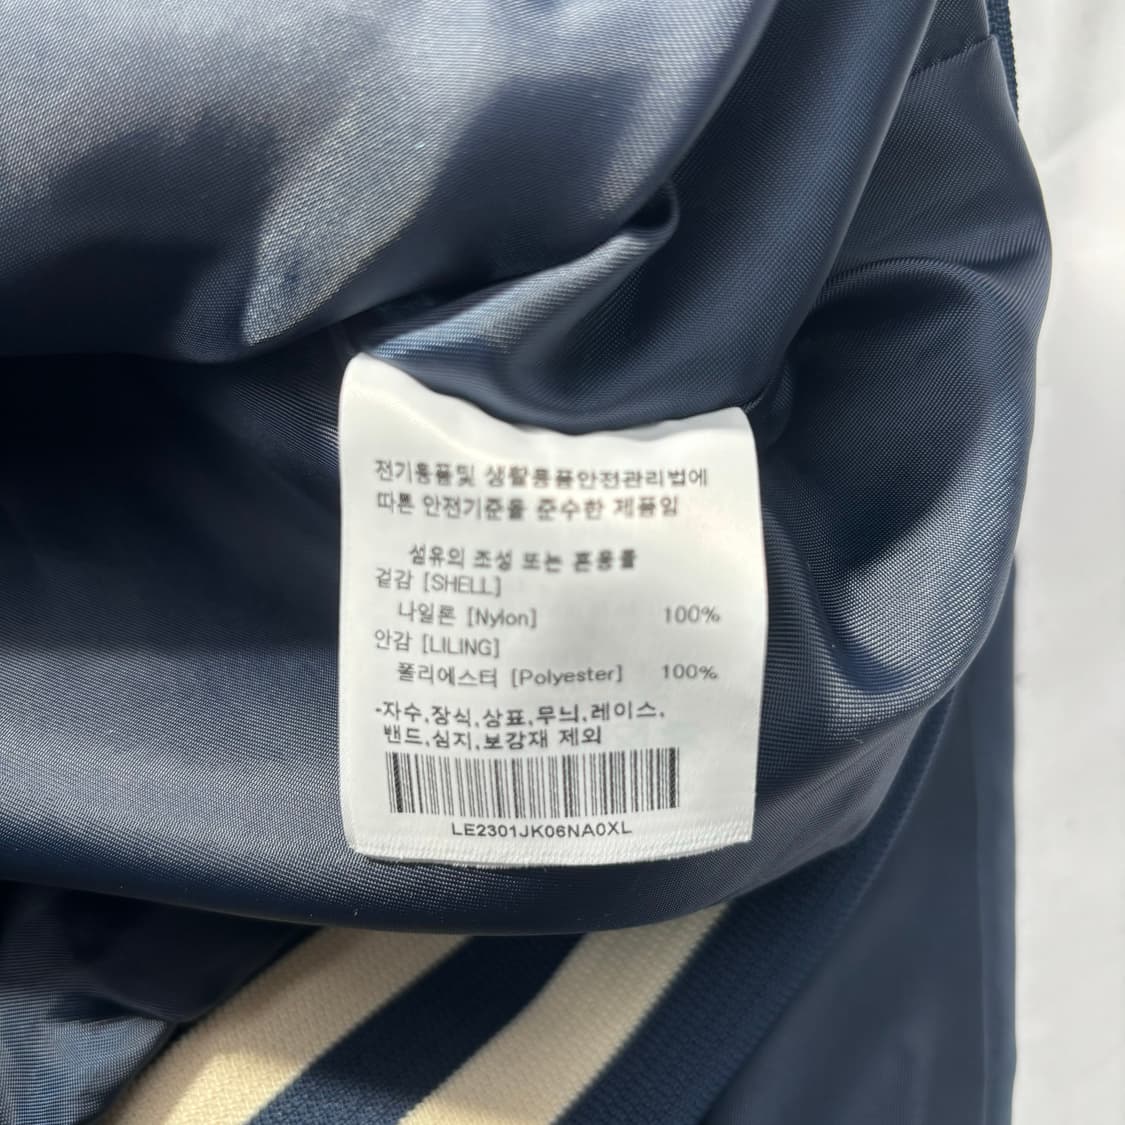 전기용품및 생활용품안전관리법에
따른 안전기준을 준수한 제품임
섬유의 조성 또는 혼용률
겉감 [SHELL]
나일론 [Nylon] 100%
안감 [LILING]
폴리에스터 [Polyester] 100%
-자수,장식,상표,무늬,레이스,
밴드,심지,보강재 제외
LE2301JK06NA0XL